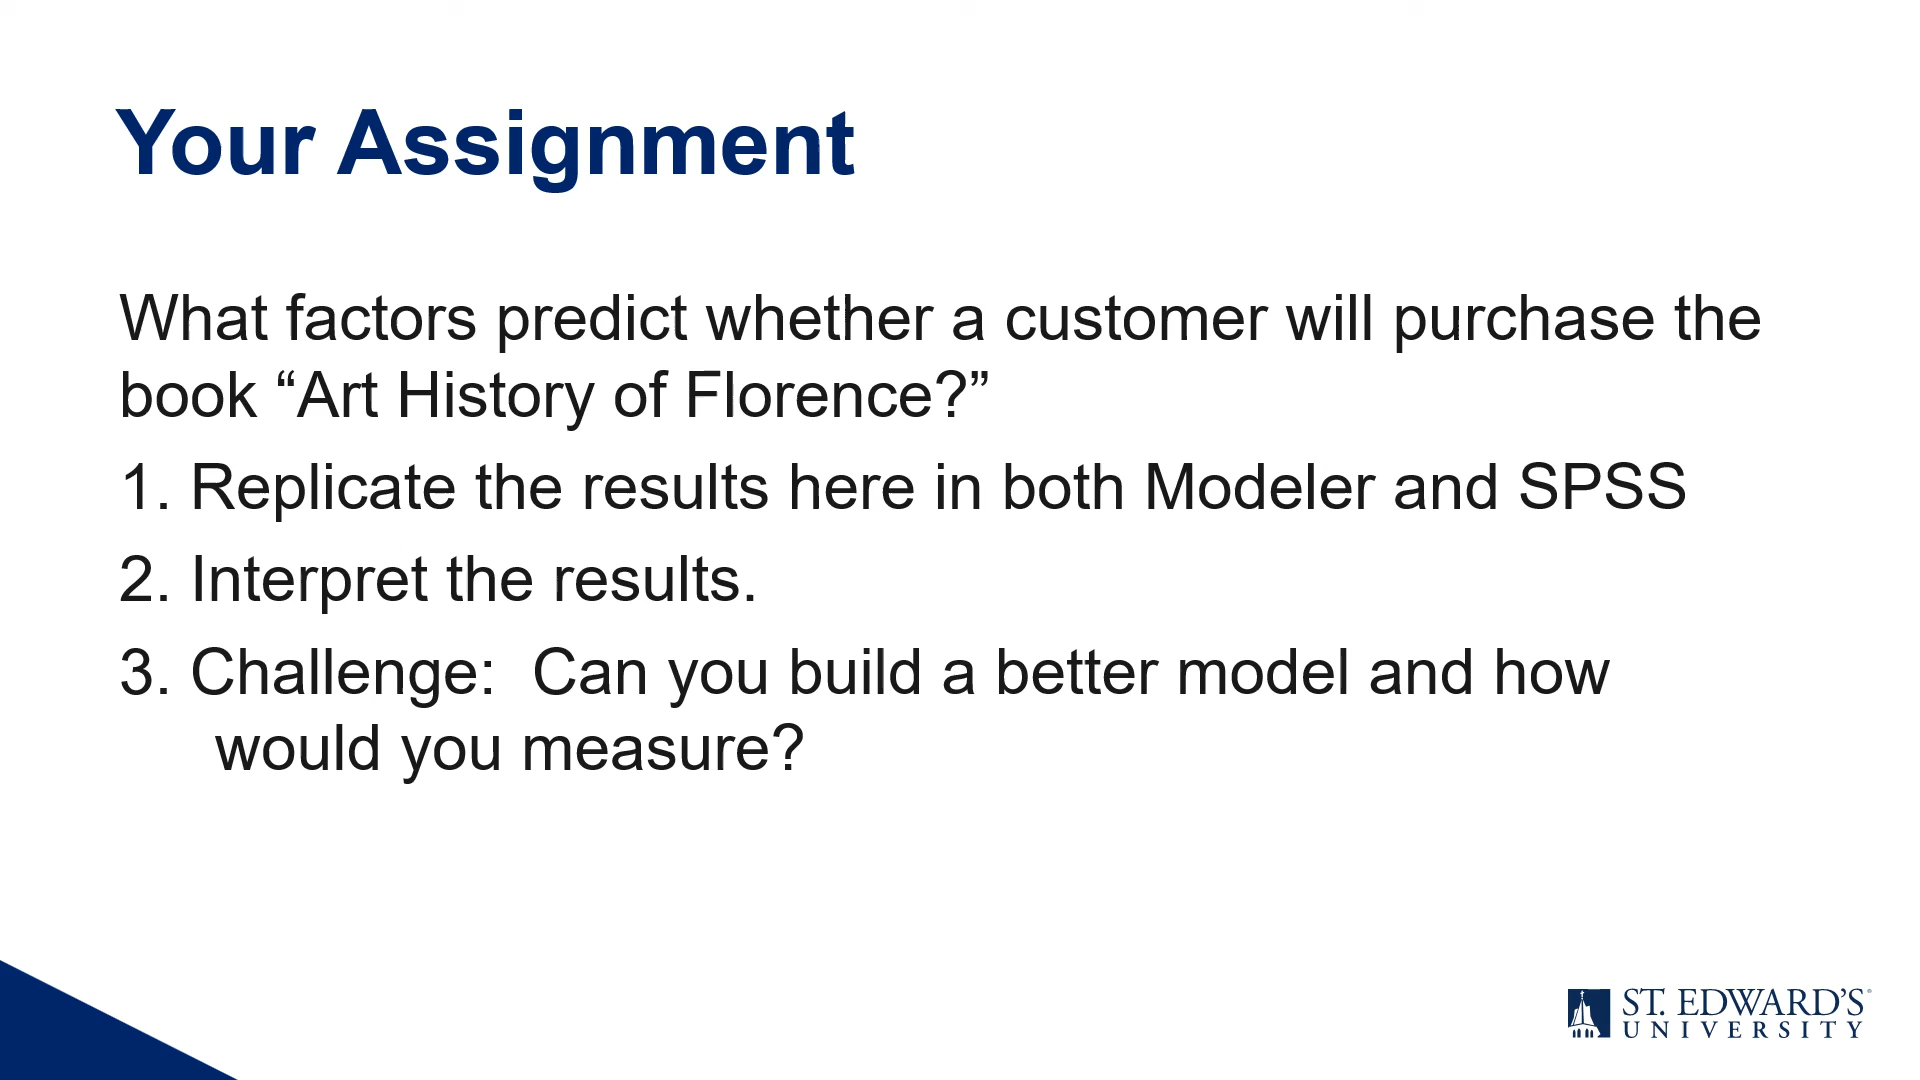 Your Assignment
What factors predict whether a customer will purchase the
book “Art History of Florence?”
1. Replicate the results here in both Modeler and SPSS
2. Interpret the results.
3. Challenge:  Can you build a better model and how
would you measure?
ST. EDWARD’S®
UNIVERSITY